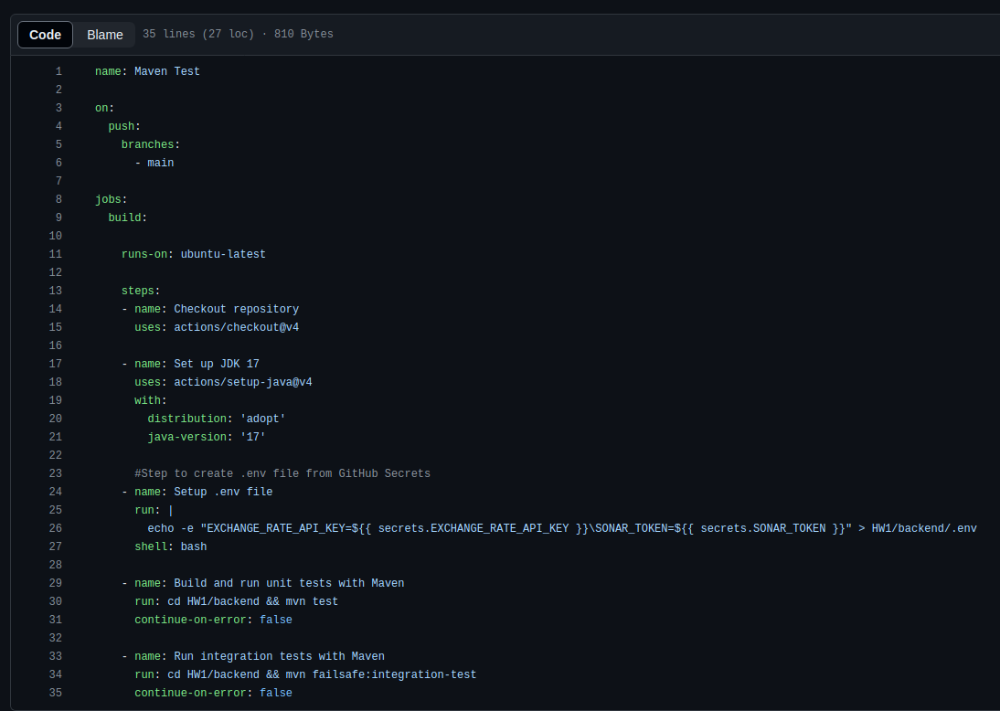 Code Blame 35 lines (27 loc) · 810 Bytes
1 name: Maven Test
2
3 on:
4   push:
5     branches:
6       - main
7
8 jobs:
9   build:
10
11     runs-on: ubuntu-latest
12
13     steps:
14     - name: Checkout repository
15       uses: actions/checkout@v4
16
17     - name: Set up JDK 17
18       uses: actions/setup-java@v4
19       with:
20         distribution: 'adopt'
21         java-version: '17'
22
23       #Step to create .env file from GitHub Secrets
24     - name: Setup .env file
25       run: |
26         echo -e "EXCHANGE_RATE_API_KEY=${{ secrets.EXCHANGE_RATE_API_KEY }}\SONAR_TOKEN=${{ secrets.SONAR_TOKEN }}" > HW1/backend/.env
27       shell: bash
28
29     - name: Build and run unit tests with Maven
30       run: cd HW1/backend && mvn test
31       continue-on-error: false
32
33     - name: Run integration tests with Maven
34       run: cd HW1/backend && mvn failsafe:integration-test
35       continue-on-error: false